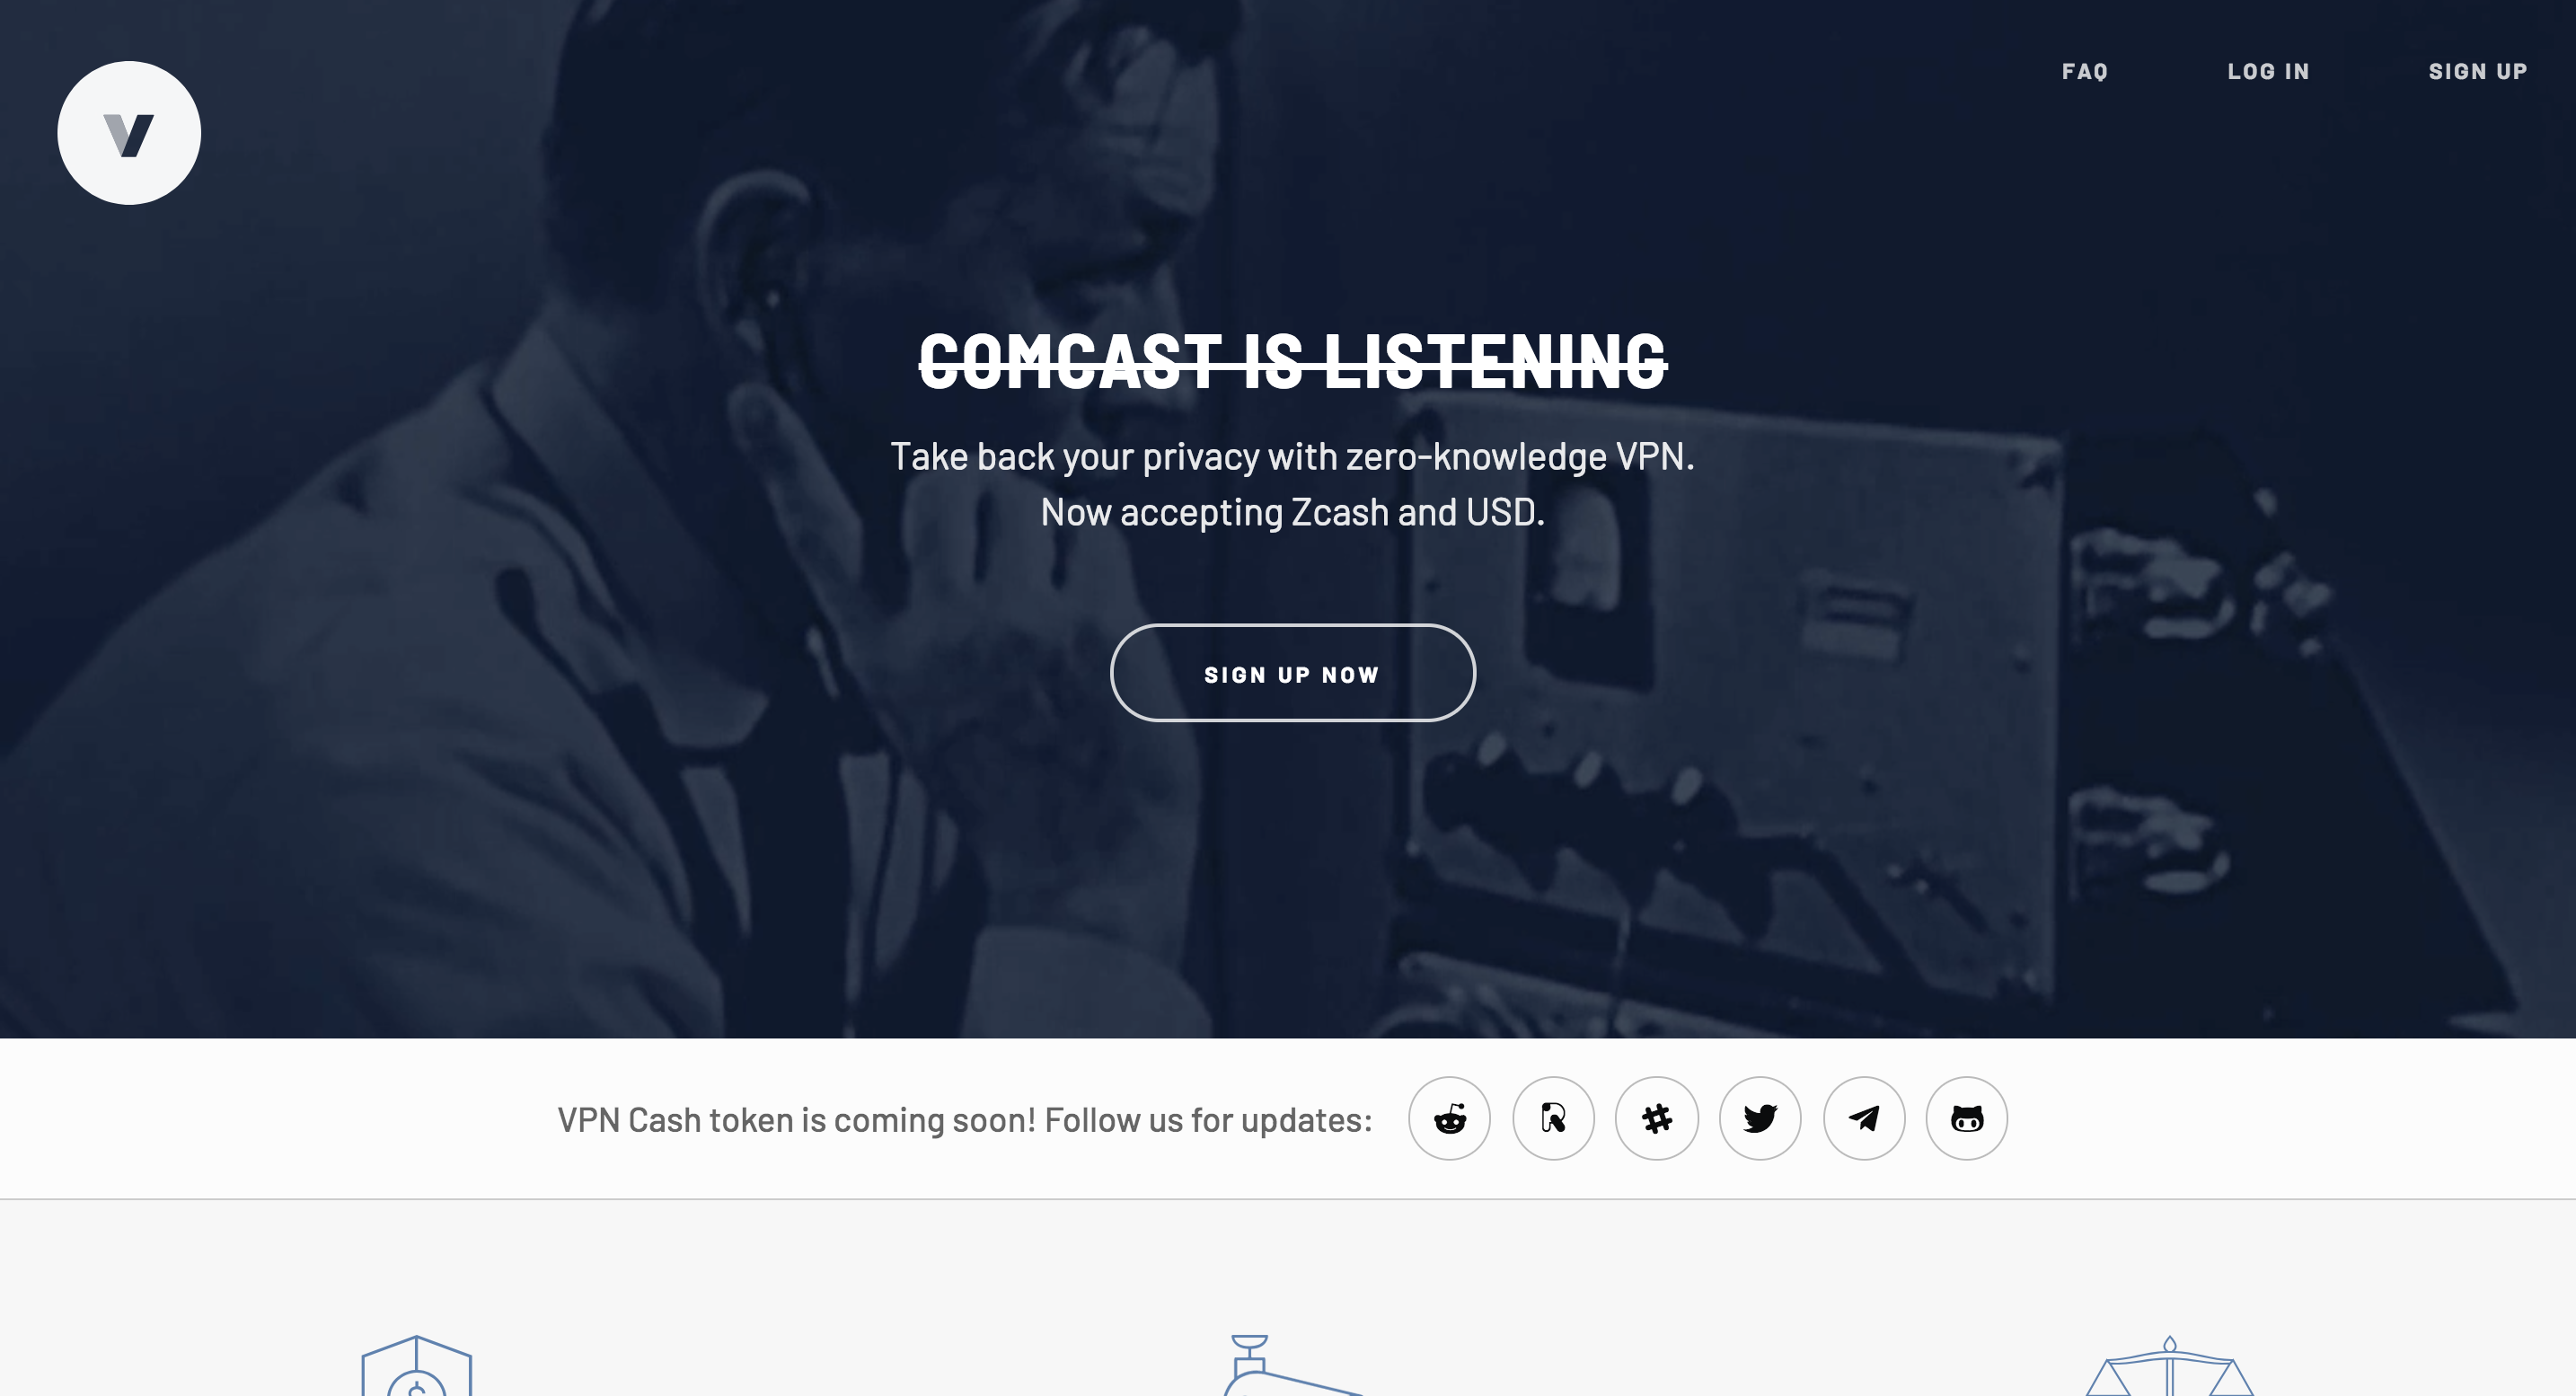 V
FAQ LOG IN SIGN UP
COMCAST IS LISTENING
Take back your privacy with zero-knowledge VPN.
Now accepting Zcash and USD.
SIGN UP NOW
VPN Cash token is coming soon! Follow us for updates: